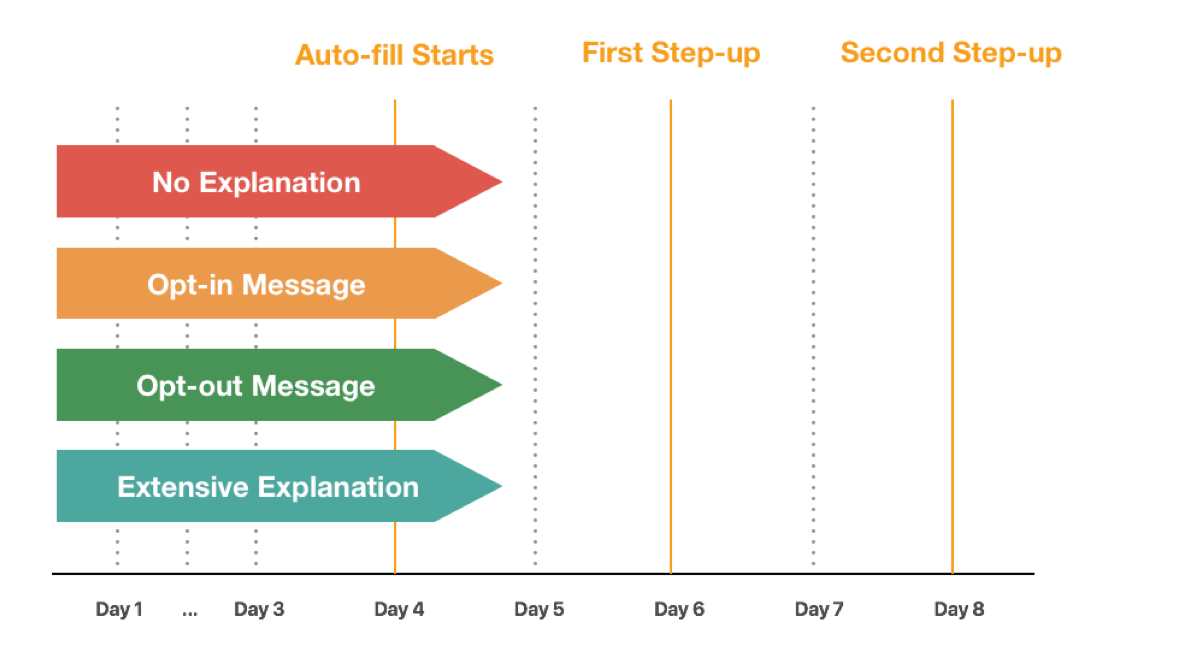 Auto-fill Starts
First Step-up
Second Step-up
No Explanation
Opt-in Message
Opt-out Message
Extensive Explanation
Day 1 ... Day 3 Day 4 Day 5 Day 6 Day 7 Day 8